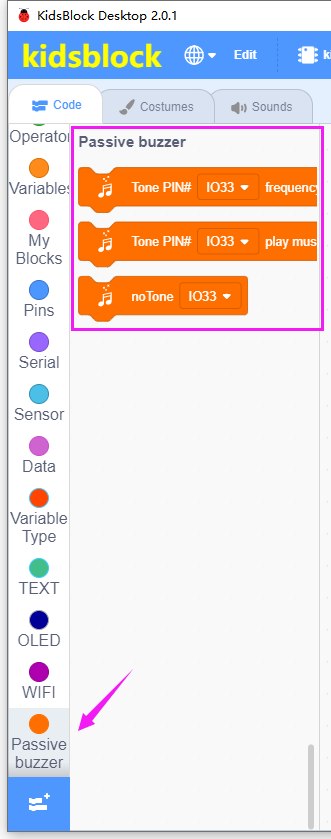 KidsBlock Desktop 2.0.1
kidsblock
Edit
Code
Costumes
Sounds
Operator
Variables
My
Blocks
Pins
Serial
Sensor
Data
Variable
Type
TEXT
OLED
WIFI
Passive
buzzer
Passive buzzer
Tone PIN# IO33 frequency
Tone PIN# IO33 play mus
noTone IO33